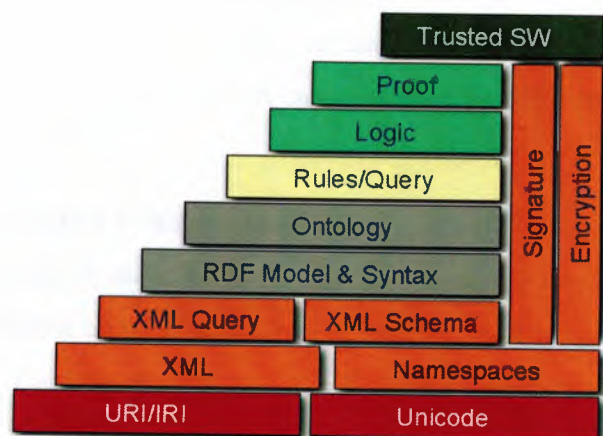 Trusted SW
Proof
Logic
Rules/Query
Ontology
RDF Model & Syntax
Signature
Encryption
XML Query
XML Schema
XML
Namespaces
URI/IRI
Unicode